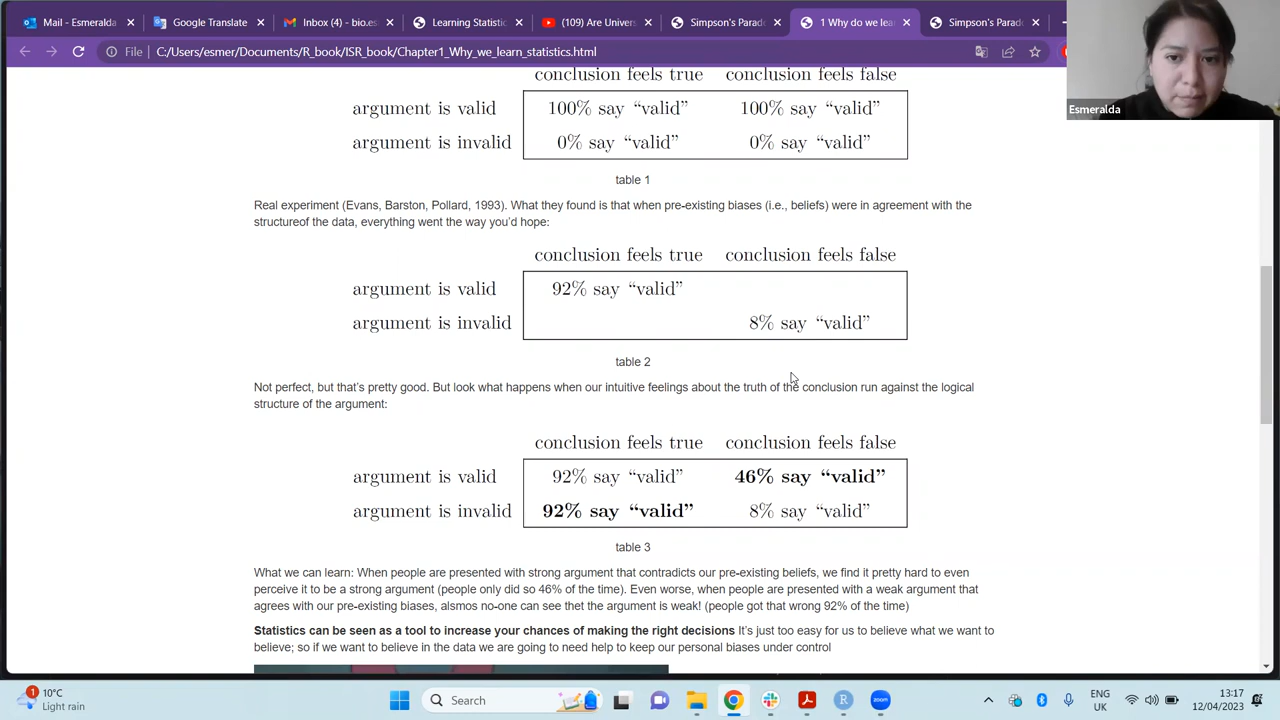 Mail - Esmeralda
Google Translate
Inbox (4) - bio.es
Learning Statistic
(109) Are Univers
Simpson's Parado
1 Why do we lea
Simpson's Parado
File
C:/Users/esmer/Documents/R_book/ISR_book/Chapter1_Why_we_learn_statistics.html
Esmeralda
conclusion feels true conclusion feels false
argument is valid 100% say “valid” 100% say “valid”
argument is invalid 0% say “valid” 0% say “valid”
table 1
Real experiment (Evans, Barston, Pollard, 1993). What they found is that when pre-existing biases (i.e., beliefs) were in agreement with the
structureof the data, everything went the way you'd hope:
conclusion feels true conclusion feels false
argument is valid 92% say “valid”
argument is invalid 8% say “valid”
table 2
Not perfect, but that's pretty good. But look what happens when our intuitive feelings about the truth of the conclusion run against the logical
structure of the argument:
conclusion feels true conclusion feels false
argument is valid 92% say “valid” 46% say “valid”
argument is invalid 92% say “valid” 8% say “valid”
table 3
What we can learn: When people are presented with strong argument that contradicts our pre-existing beliefs, we find it pretty hard to even
perceive it to be a strong argument (people only did so 46% of the time). Even worse, when people are presented with a weak argument that
agrees with our pre-existing biases, alsmos no-one can see thet the argument is weak! (people got that wrong 92% of the time)
Statistics can be seen as a tool to increase your chances of making the right decisions It's just too easy for us to believe what we want to
believe; so if we want to believe in the data we are going to need help to keep our personal biases under control
1
10°C
Light rain
Search
ENG
UK
13:17
12/04/2023